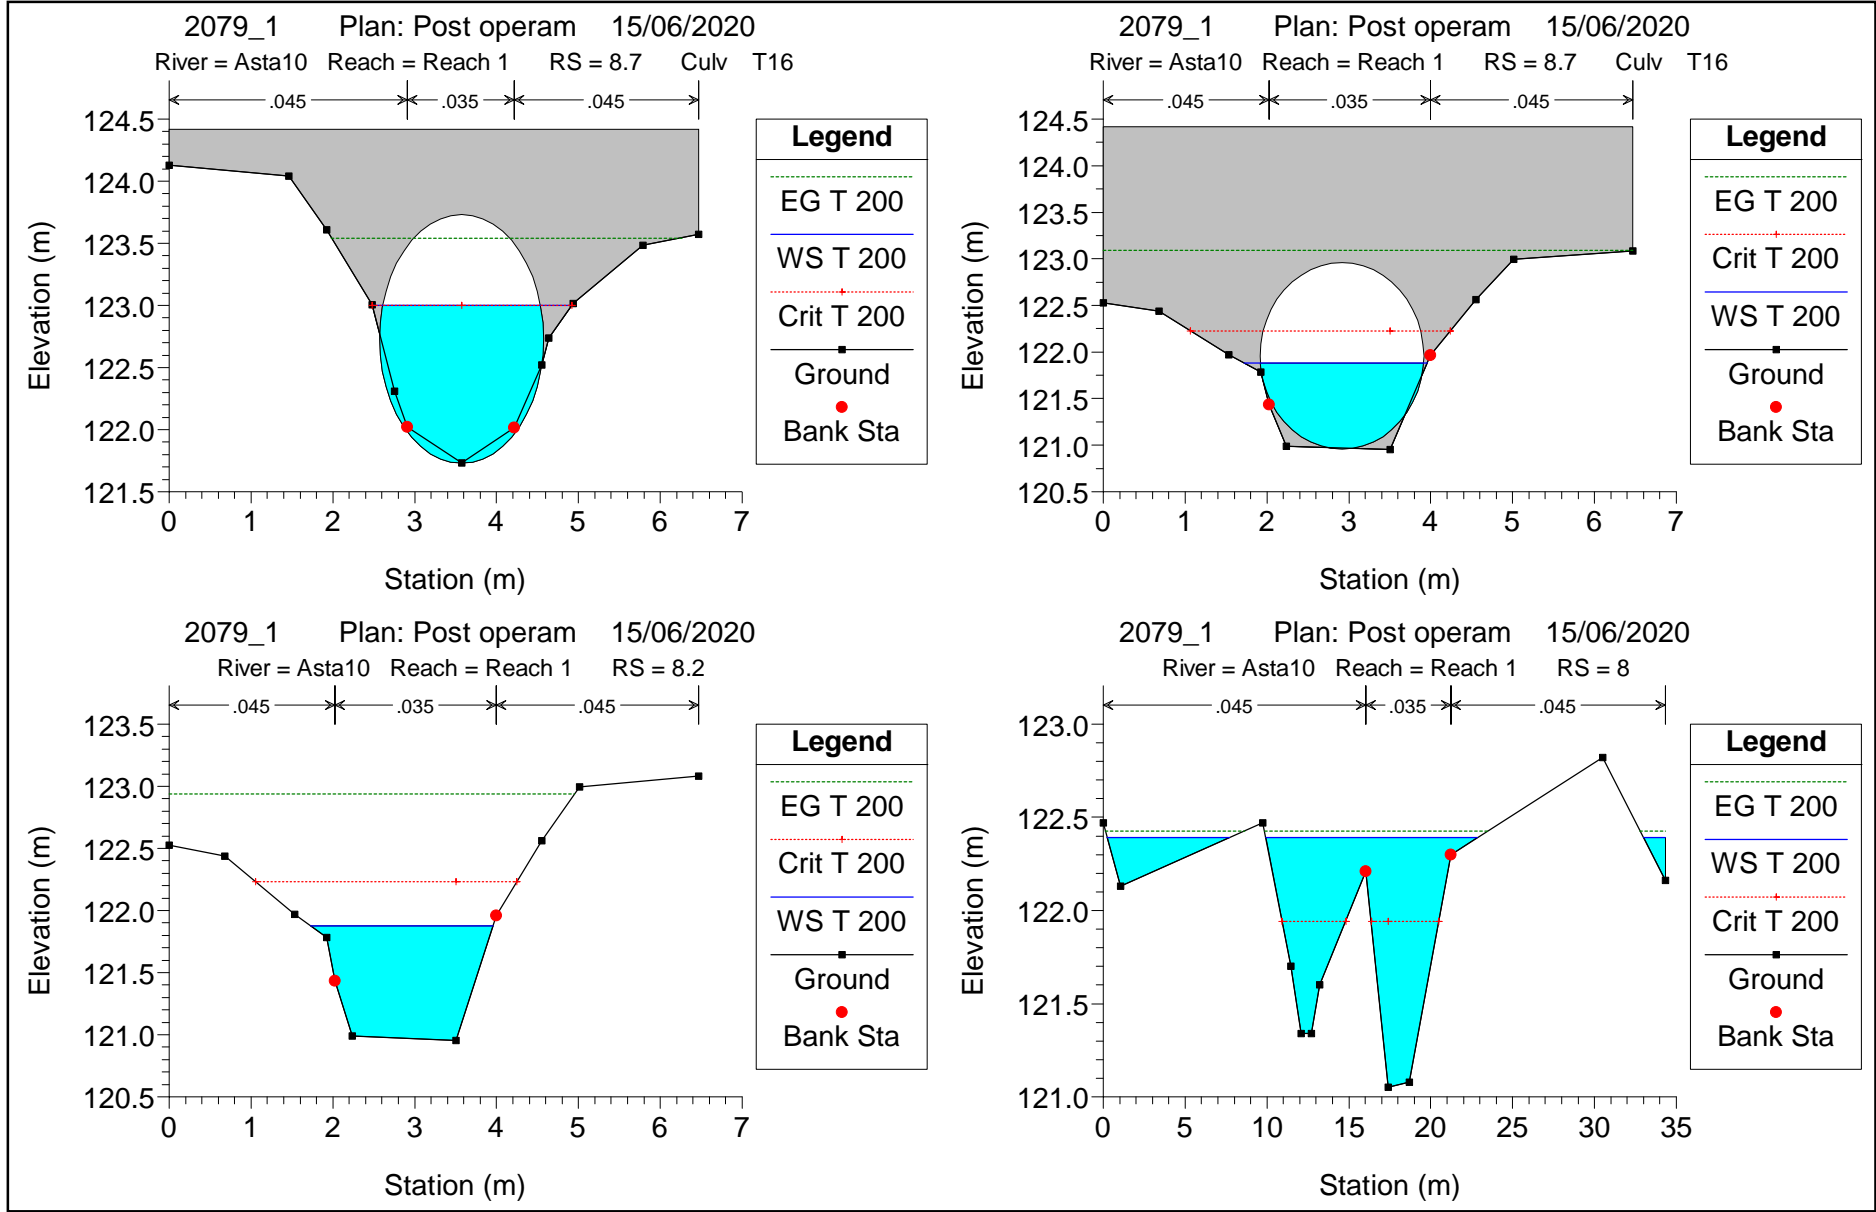 2079_1 Plan: Post operam 15/06/2020
River = Asta10 Reach = Reach 1 RS = 8.7 Culv T16
.045 .035 .045
124.5
124.0
123.5
123.0
122.5
122.0
121.5
0 1 2 3 4 5 6 7
Station (m)
Elevation (m)
Legend
EG T 200
WS T 200
Crit T 200
Ground
Bank Sta
2079_1 Plan: Post operam 15/06/2020
River = Asta10 Reach = Reach 1 RS = 8.7 Culv T16
.045 .035 .045
124.5
124.0
123.5
123.0
122.5
122.0
121.5
121.0
120.5
0 1 2 3 4 5 6 7
Station (m)
Elevation (m)
Legend
EG T 200
Crit T 200
WS T 200
Ground
Bank Sta
2079_1 Plan: Post operam 15/06/2020
River = Asta10 Reach = Reach 1 RS = 8.2
.045 .035 .045
123.5
123.0
122.5
122.0
121.5
121.0
120.5
0 1 2 3 4 5 6 7
Station (m)
Elevation (m)
Legend
EG T 200
Crit T 200
WS T 200
Ground
Bank Sta
2079_1 Plan: Post operam 15/06/2020
River = Asta10 Reach = Reach 1 RS = 8
.045 .035 .045
123.0
122.5
122.0
121.5
121.0
0 5 10 15 20 25 30 35
Station (m)
Elevation (m)
Legend
EG T 200
WS T 200
Crit T 200
Ground
Bank Sta